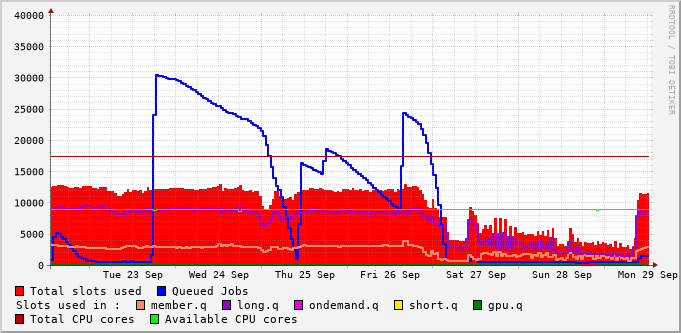 40000
35000
30000
25000
20000
15000
10000
5000
0
Tue 23 Sep Wed 24 Sep Thu 25 Sep Fri 26 Sep Sat 27 Sep Sun 28 Sep Mon 29 Sep
Total slots used Queued Jobs
Slots used in : member.q long.q ondemand.q short.q gpu.q
Total CPU cores Available CPU cores
RRDTOOL / TOBI OETIKER